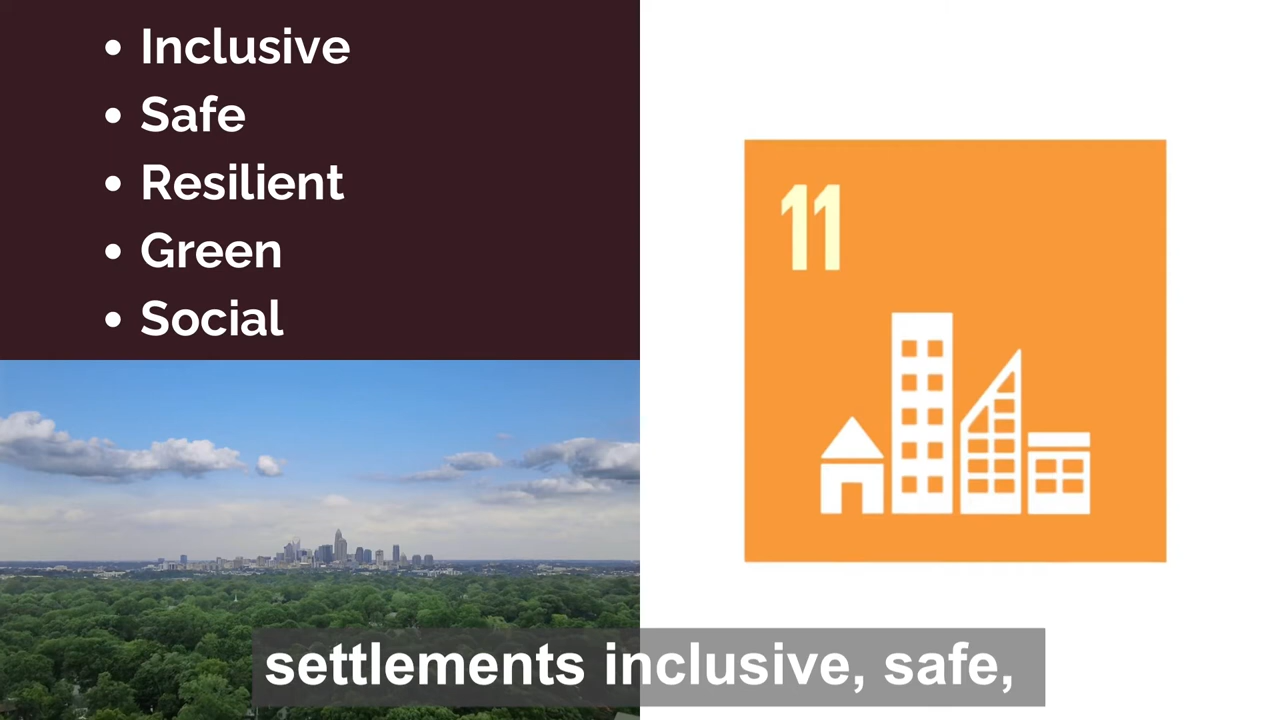 Inclusive
Safe
Resilient
Green
Social
11
settlements inclusive, safe,